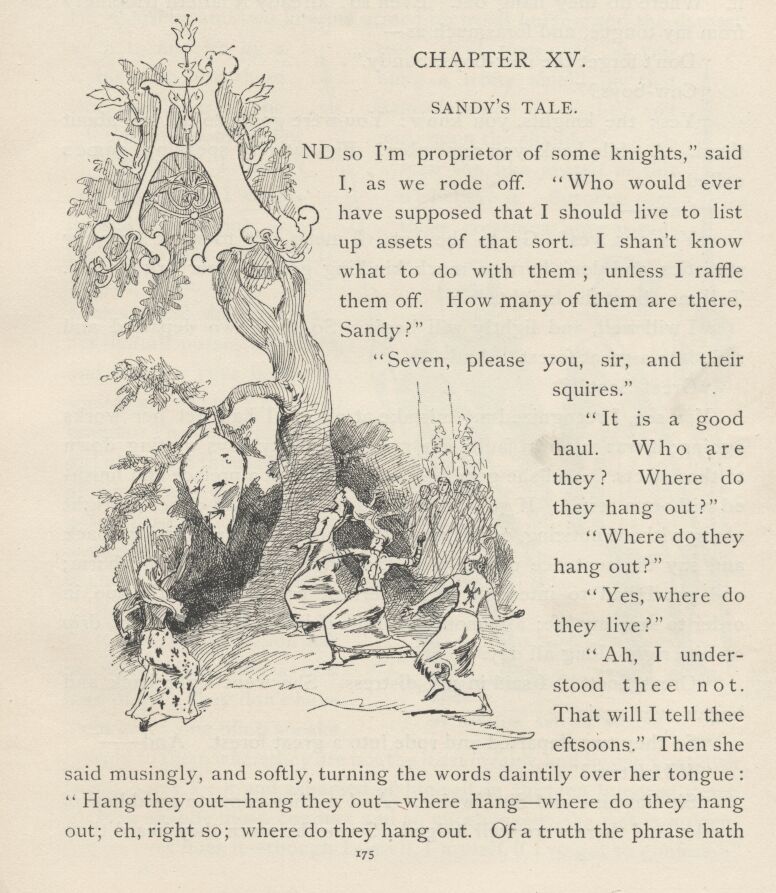 CHAPTER XV.
SANDY'S TALE.
AND so I'm proprietor of some knights," said
I, as we rode off. "Who would ever
have supposed that I should live to list
up assets of that sort. I shan't know
what to do with them; unless I raffle
them off. How many of them are there,
Sandy?"
"Seven, please you, sir, and their
squires."
"It is a good
haul. Who are
they? Where do
they hang out?"
"Where do they
hang out?"
"Yes, where do
they live?"
"Ah, I under-
stood thee not.
That will I tell thee
eftsoons." Then she
said musingly, and softly, turning the words daintily over her tongue:
"Hang they out—hang they out—where hang—where do they hang
out; eh, right so; where do they hang out. Of a truth the phrase hath
175